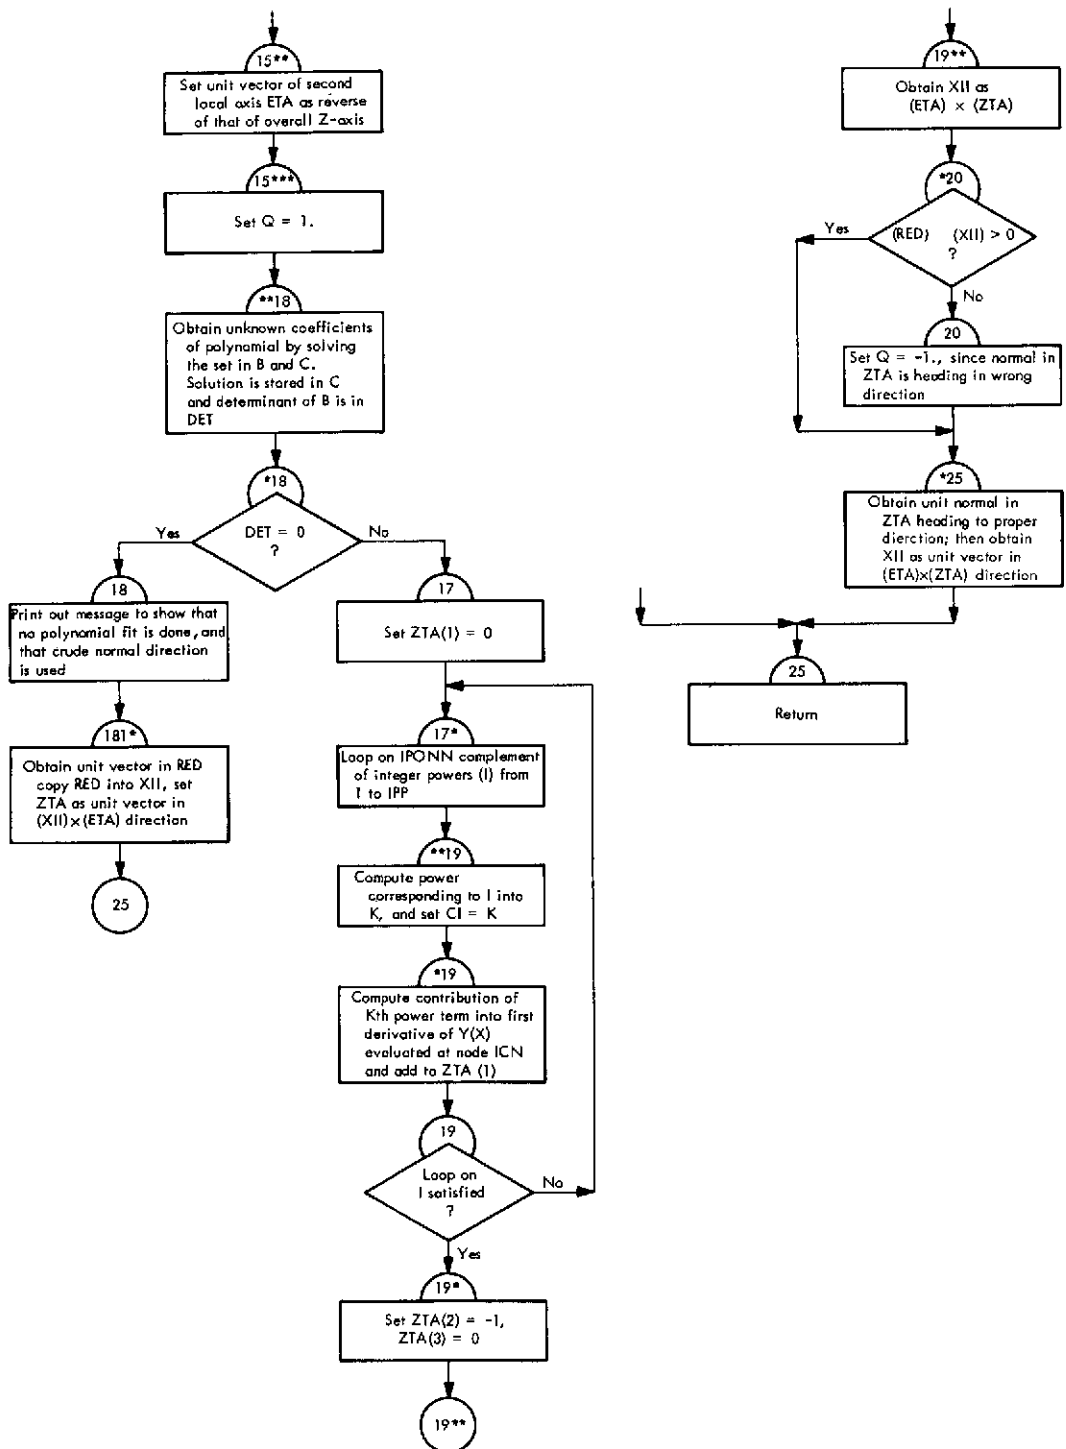 15**
Set unit vector of second
local axis ETA as reverse
of that of overall Z-axis
15***
Set Q = 1.
**18
Obtain unknown coefficients
of polynomial by solving
the set in B and C.
Solution is stored in C
and determinant of B is in
DET
*18
DET = 0
?
Yes
No
18
Print out message to show that
no polynomial fit is done, and
that crude normal direction
is used
181*
Obtain unit vector in RED
copy RED into XII, set
ZTA as unit vector in
(XII)×(ETA) direction
25
17
Set ZTA(1) = 0
17*
Loop on IPONN complement
of integer powers (I) from
1 to IPP
**19
Compute power
corresponding to I into
K, and set CI = K
*19
Compute contribution of
Kth power term into first
derivative of Y(X)
evaluated at node ICN
and add to ZTA (1)
19
Loop on
I satisfied
?
No
Yes
19*
Set ZTA(2) = -1,
ZTA(3) = 0
19**
19**
Obtain XII as
(ETA) × (ZTA)
*20
(RED) (XII) > 0
?
Yes
No
20
Set Q = -1., since normal in
ZTA is heading in wrong
direction
*25
Obtain unit normal in
ZTA heading to proper
dierction; then obtain
XII as unit vector in
(ETA)×(ZTA) direction
25
Return